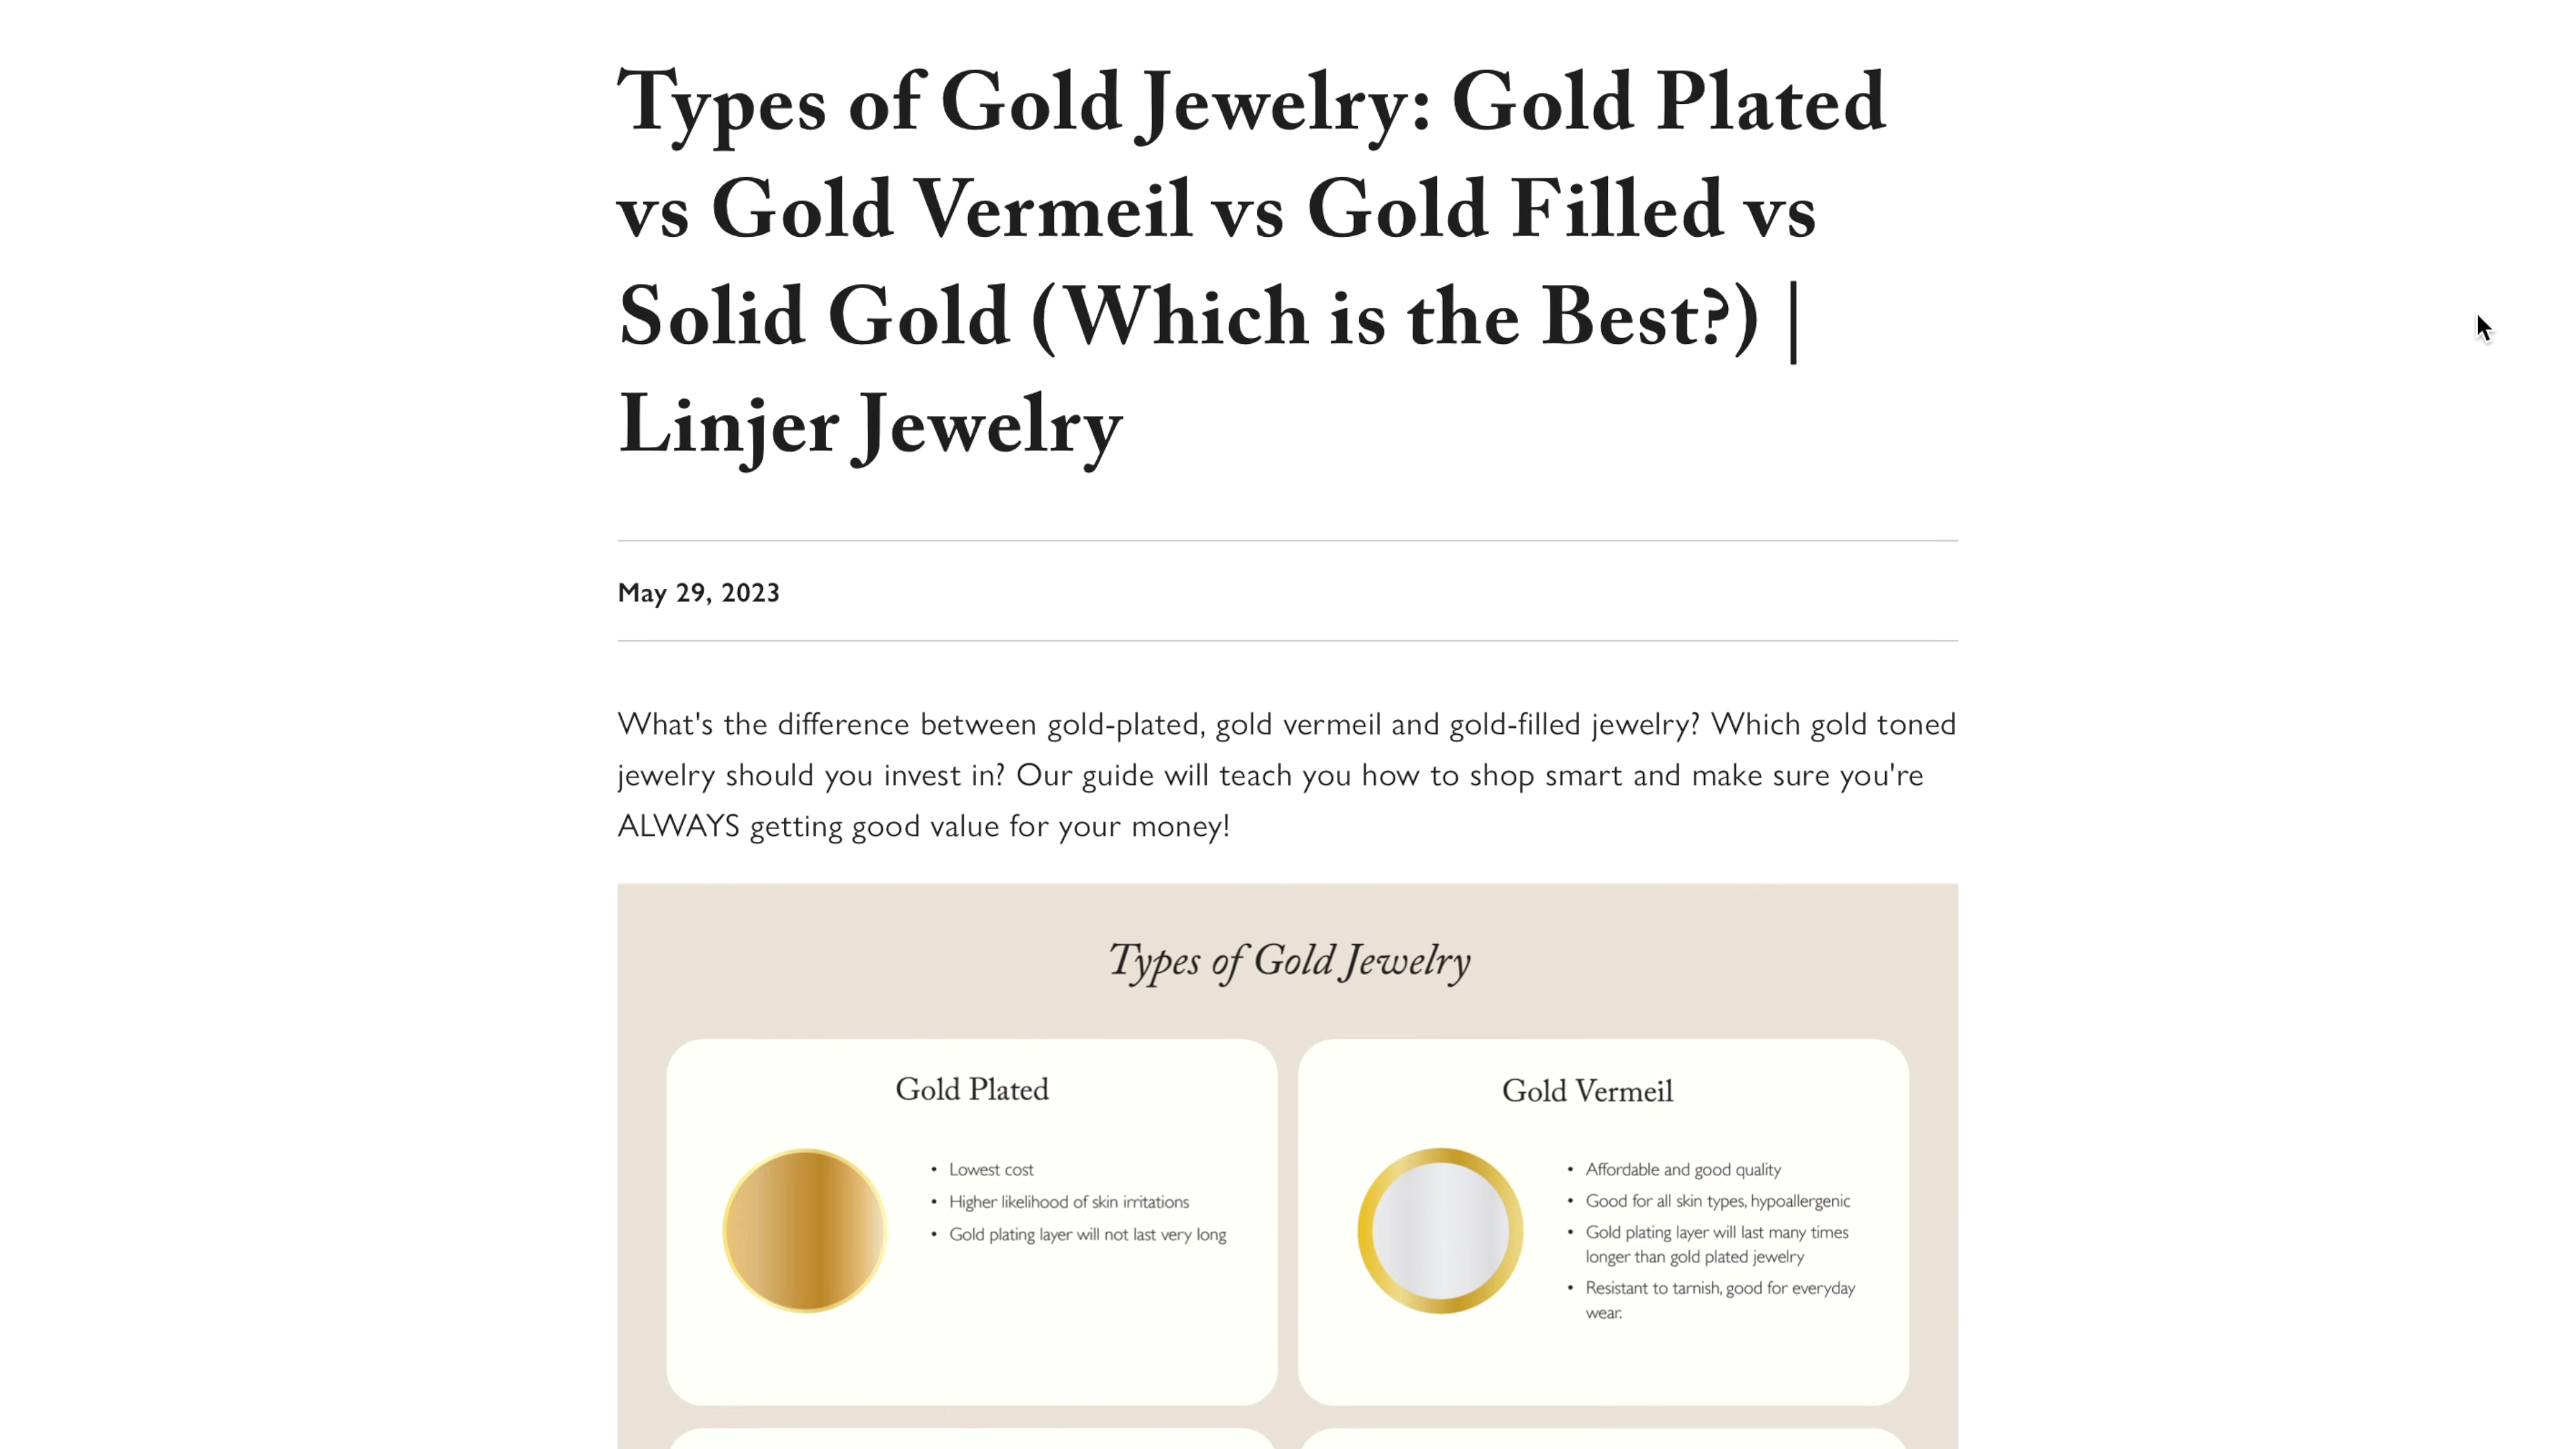 Types of Gold Jewelry: Gold Plated
vs Gold Vermeil vs Gold Filled vs
Solid Gold (Which is the Best?) |
Linjer Jewelry
May 29, 2023
What's the difference between gold-plated, gold vermeil and gold-filled jewelry? Which gold toned
jewelry should you invest in? Our guide will teach you how to shop smart and make sure you're
ALWAYS getting good value for your money!
Types of Gold Jewelry
Gold Plated
• Lowest cost
• Higher likelihood of skin irritations
• Gold plating layer will not last very long
Gold Vermeil
• Affordable and good quality
• Good for all skin types, hypoallergenic
• Gold plating layer will last many times
longer than gold plated jewelry
• Resistant to tarnish, good for everyday
wear.